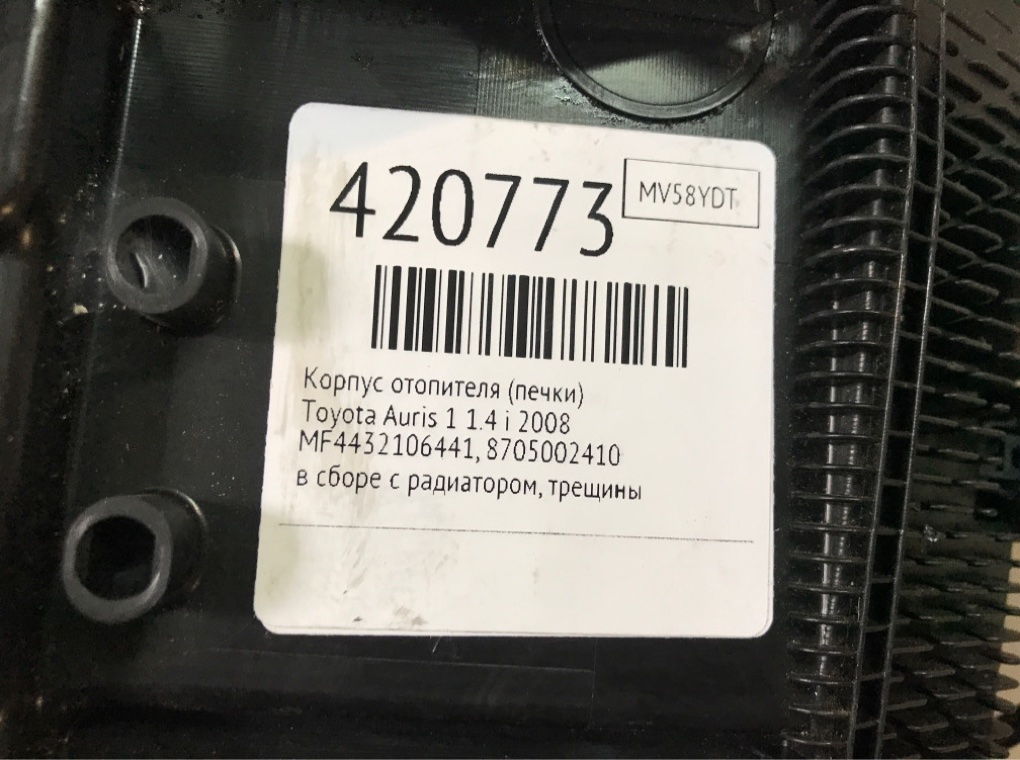 420773
MV58YDT
Корпус отопителя (печки)
Toyota Auris 1 1.4 i 2008
MF4432106441, 8705002410
в сборе с радиатором, трещины